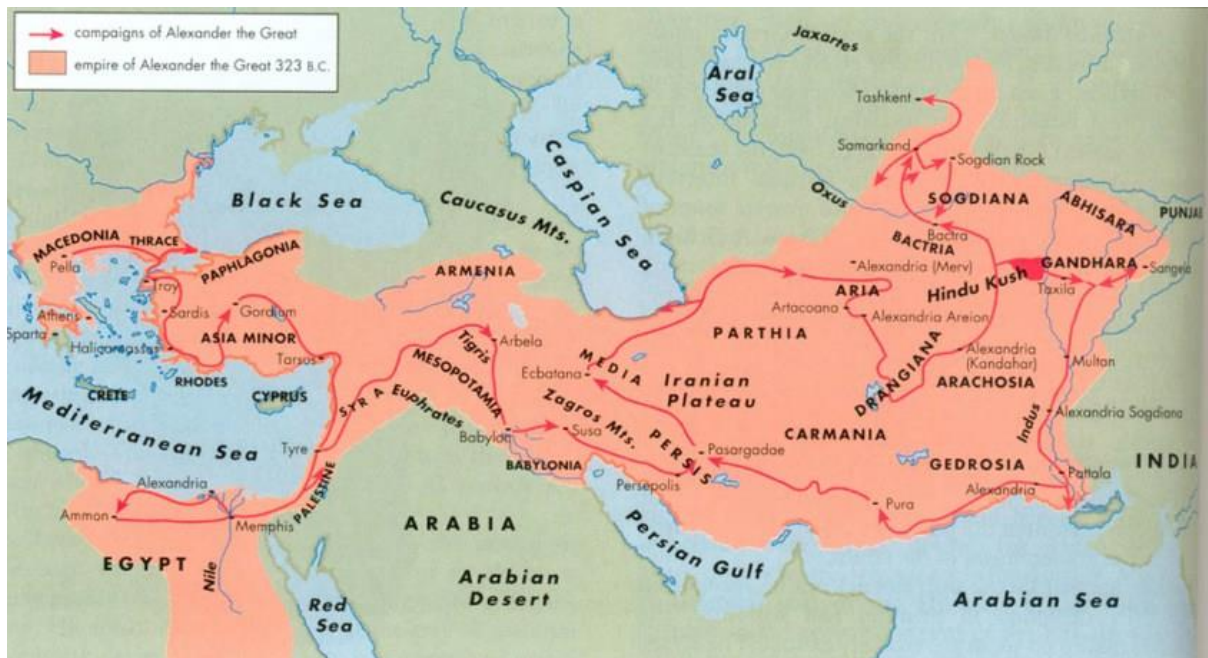 campaigns of Alexander the Great
empire of Alexander the Great 323 B.C.
Jaxartes
Aral
Sea
Tashkent
Samarkand
Sogdian Rock
Caspian Sea
Black Sea
Caucasus Mts.
Oxus
SOGDIANA
ABHISARA
PUNJAB
MACEDONIA
THRACE
Pella
PAPHLAGONIA
ARMENIA
Bactra
BACTRIA
Alexandria (Merv)
Hindu Kush
GANDHARA
Sangela
Taxila
Troy
Athens
Sardis
Gordium
Sparta
ASIA MINOR
Halicarnassus
Tarsus
RHODES
CRETE
CYPRUS
Mediterranean Sea
SYRIA
Tigris
Arbela
MESOPOTAMIA
Euphrates
MEDIA
Ecbatana
PARTHIA
Iranian
Plateau
ARIA
Artacoana
Alexandria Areion
DRANGIANA
Alexandria
(Kandahar)
ARACHOSIA
Multan
Indus
Alexandria Sogdiana
Tyre
PALESTINE
Babylon
BABYLONIA
Susa
Zagros Mts.
PERSIS
Pasargadae
Persepolis
CARMANIA
GEDROSIA
Pattala
Alexandria
INDIA
Pura
Alexandria
Ammon
Memphis
EGYPT
Nile
ARABIA
Arabian
Desert
Red
Sea
Persian Gulf
Arabian Sea